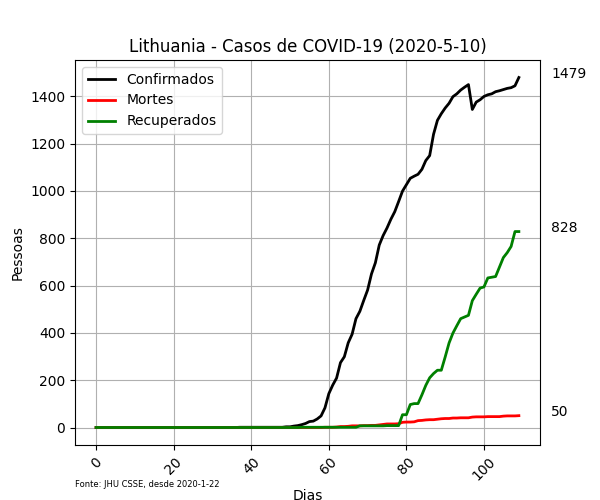 Lithuania - Casos de COVID-19 (2020-5-10)
Confirmados
Mortes
Recuperados
1479
828
50
Pessoas
1400
1200
1000
800
600
400
200
0
0 20 40 60 80 100
Fonte: JHU CSSE, desde 2020-1-22
Dias